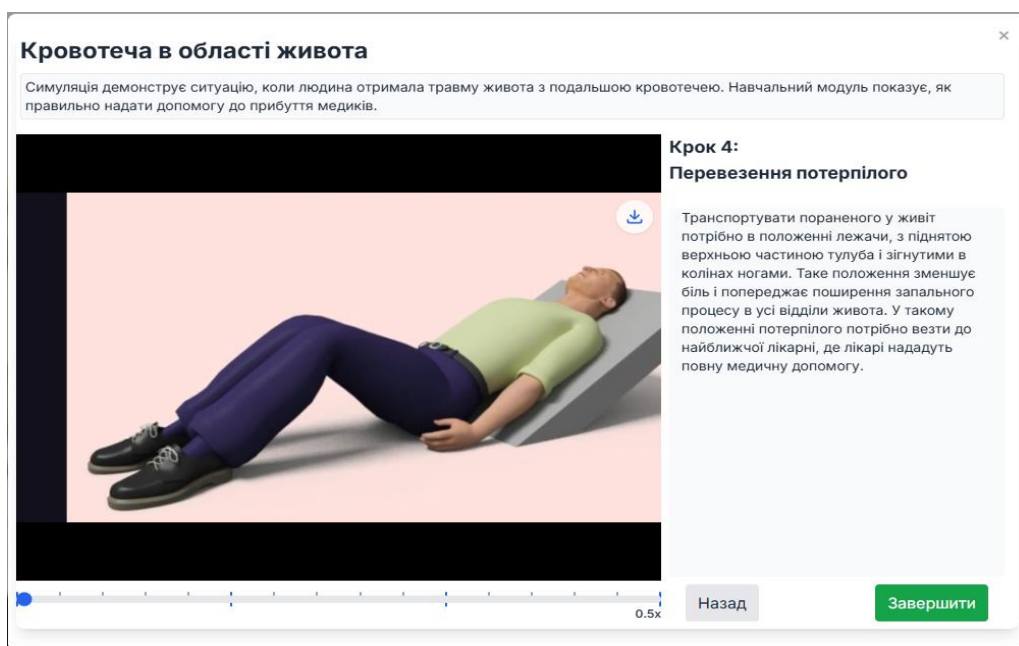 Кровотеча в області живота
Симуляція демонструє ситуацію, коли людина отримала травму живота з подальшою кровотечею. Навчальний модуль показує, як
правильно надати допомогу до прибуття медиків.
Крок 4:
Перевезення потерпілого
Транспортувати пораненого у живіт
потрібно в положенні лежачи, з піднятою
верхньою частиною тулуба і зігнутими в
колінах ногами. Таке положення зменшує
біль і попереджає поширення запального
процесу в усі відділи живота. У такому
положенні потерпілого потрібно везти до
найближчої лікарні, де лікарі нададуть
повну медичну допомогу.
0.5x
Назад
Завершити